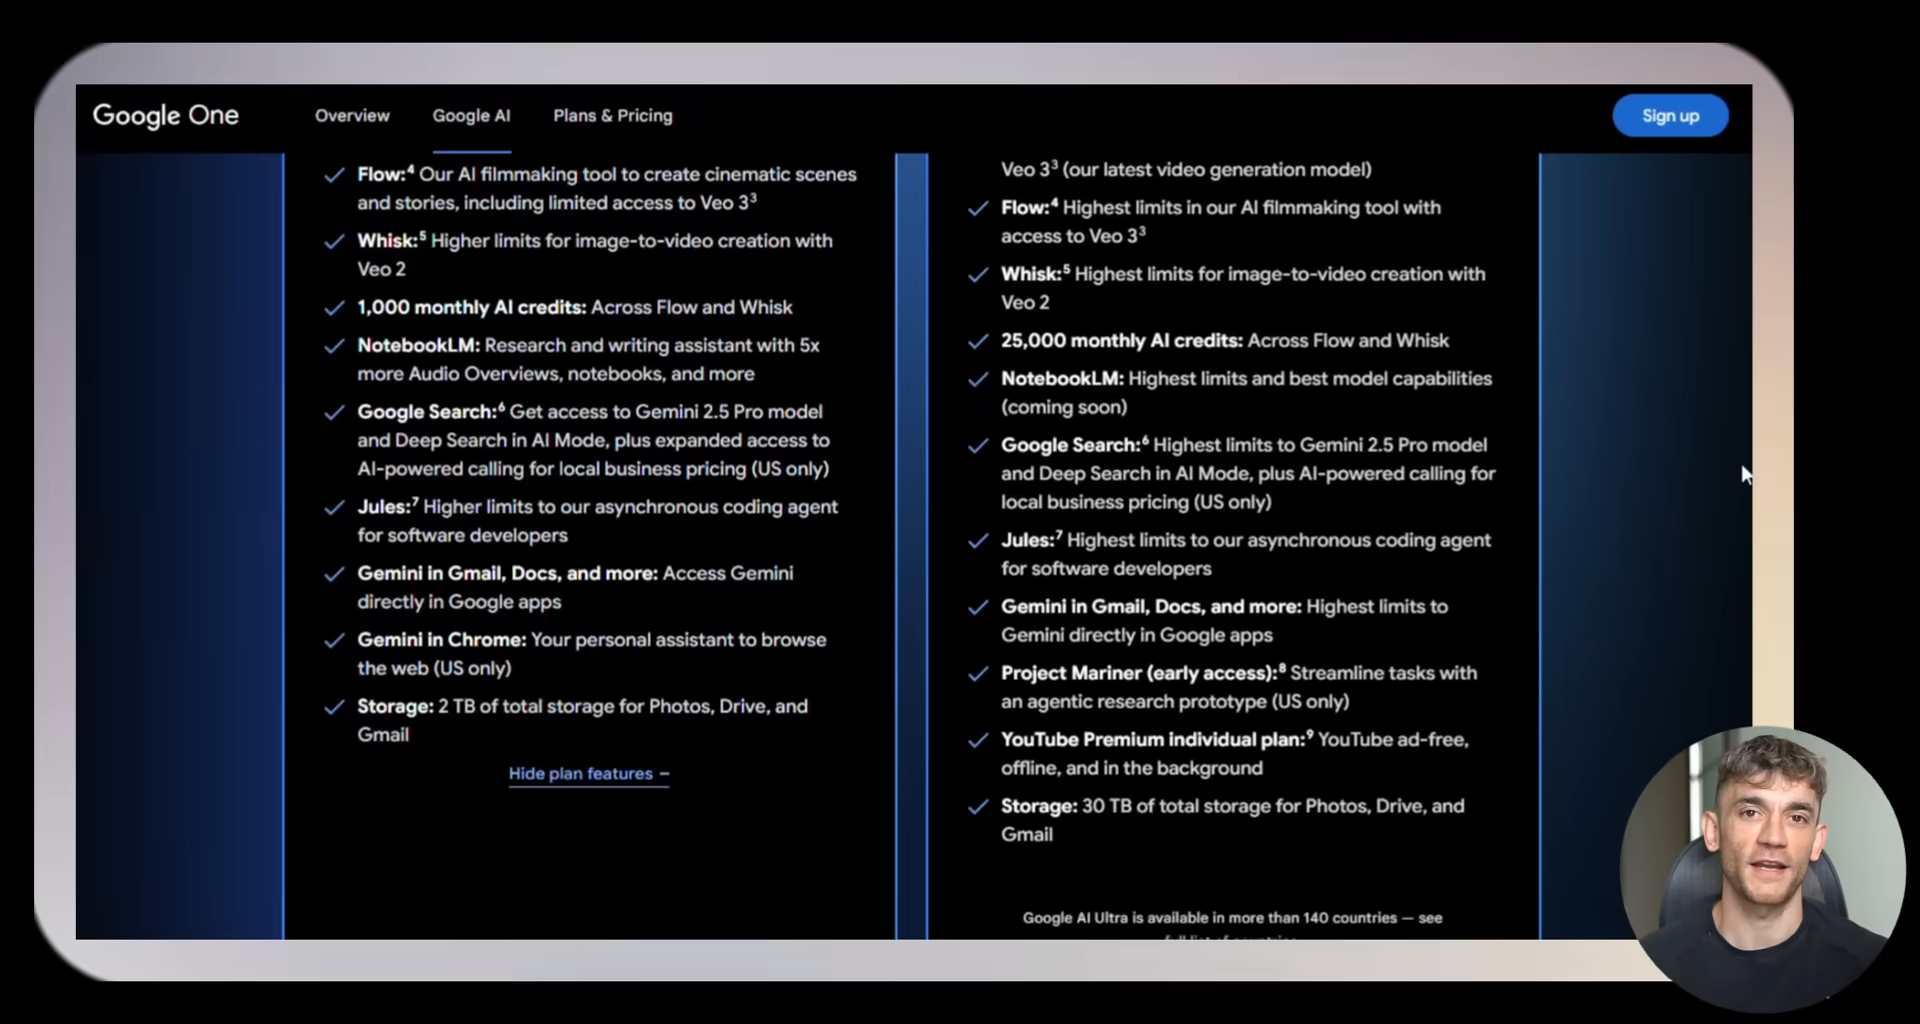 Google One
Overview
Google AI
Plans & Pricing
Sign up
Flow:⁴ Our AI filmmaking tool to create cinematic scenes
and stories, including limited access to Veo 3³
Whisk:⁵ Higher limits for image-to-video creation with
Veo 2
1,000 monthly AI credits: Across Flow and Whisk
NotebookLM: Research and writing assistant with 5x
more Audio Overviews, notebooks, and more
Google Search:⁶ Get access to Gemini 2.5 Pro model
and Deep Search in AI Mode, plus expanded access to
AI-powered calling for local business pricing (US only)
Jules:⁷ Higher limits to our asynchronous coding agent
for software developers
Gemini in Gmail, Docs, and more: Access Gemini
directly in Google apps
Gemini in Chrome: Your personal assistant to browse
the web (US only)
Storage: 2 TB of total storage for Photos, Drive, and
Gmail
Hide plan features –
Veo 3³ (our latest video generation model)
Flow:⁴ Highest limits in our AI filmmaking tool with
access to Veo 3³
Whisk:⁵ Highest limits for image-to-video creation with
Veo 2
25,000 monthly AI credits: Across Flow and Whisk
NotebookLM: Highest limits and best model capabilities
(coming soon)
Google Search:⁶ Highest limits to Gemini 2.5 Pro model
and Deep Search in AI Mode, plus AI-powered calling for
local business pricing (US only)
Jules:⁷ Highest limits to our asynchronous coding agent
for software developers
Gemini in Gmail, Docs, and more: Highest limits to
Gemini directly in Google apps
Project Mariner (early access):⁸ Streamline tasks with
an agentic research prototype (US only)
YouTube Premium individual plan:⁹ YouTube ad-free,
offline, and in the background
Storage: 30 TB of total storage for Photos, Drive, and
Gmail
Google AI Ultra is available in more than 140 countries — see